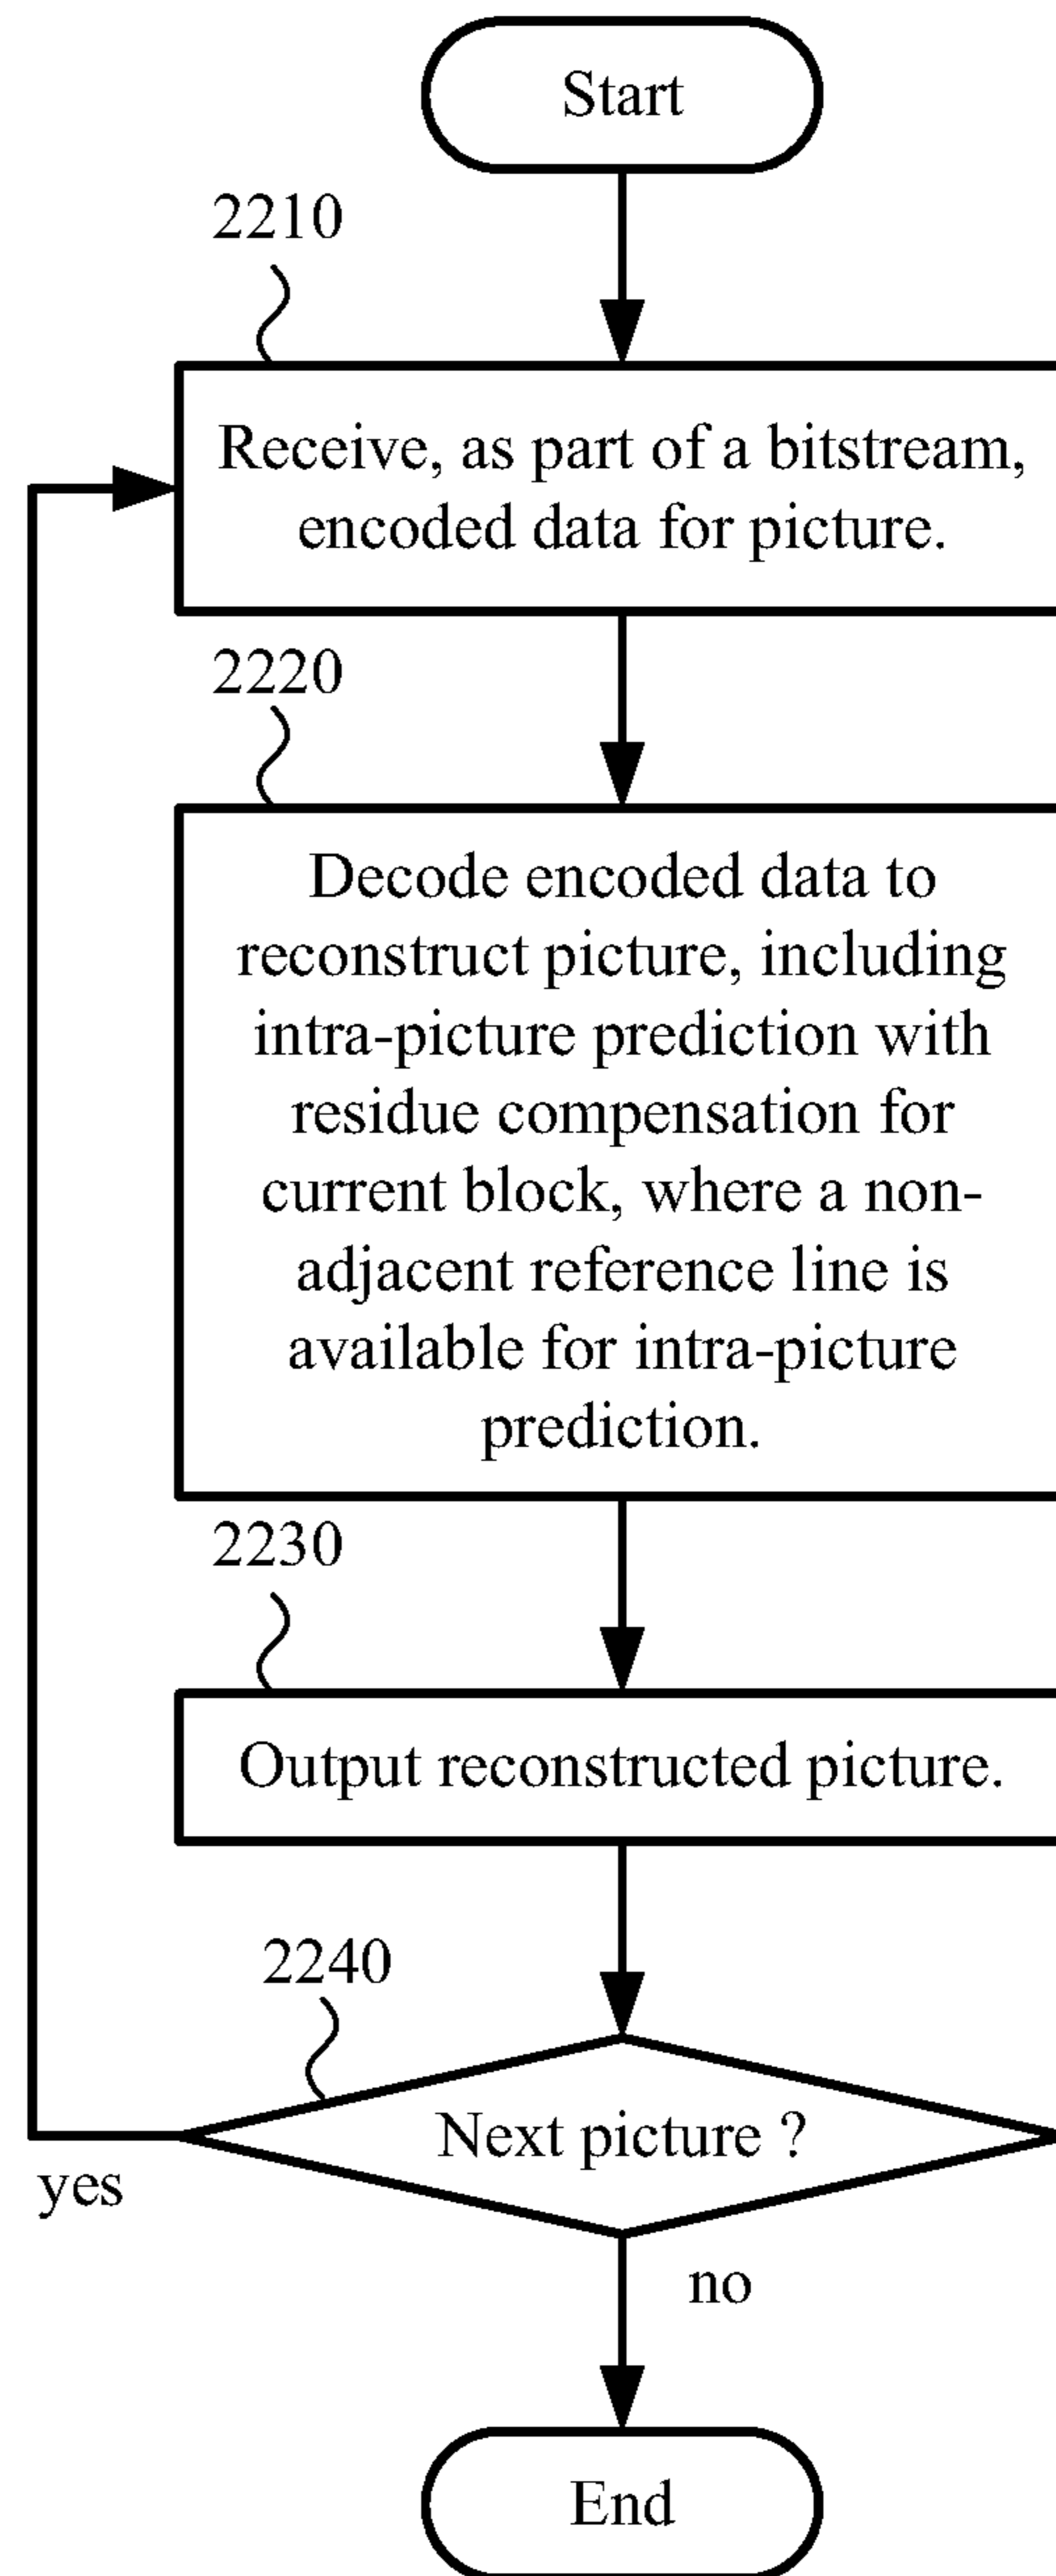 Start
2210
Receive, as part of a bitstream,
encoded data for picture.
2220
Decode encoded data to
reconstruct picture, including
intra-picture prediction with
residue compensation for
current block, where a non-
adjacent reference line is
available for intra-picture
prediction.
2230
Output reconstructed picture.
2240
Next picture ?
yes
no
End